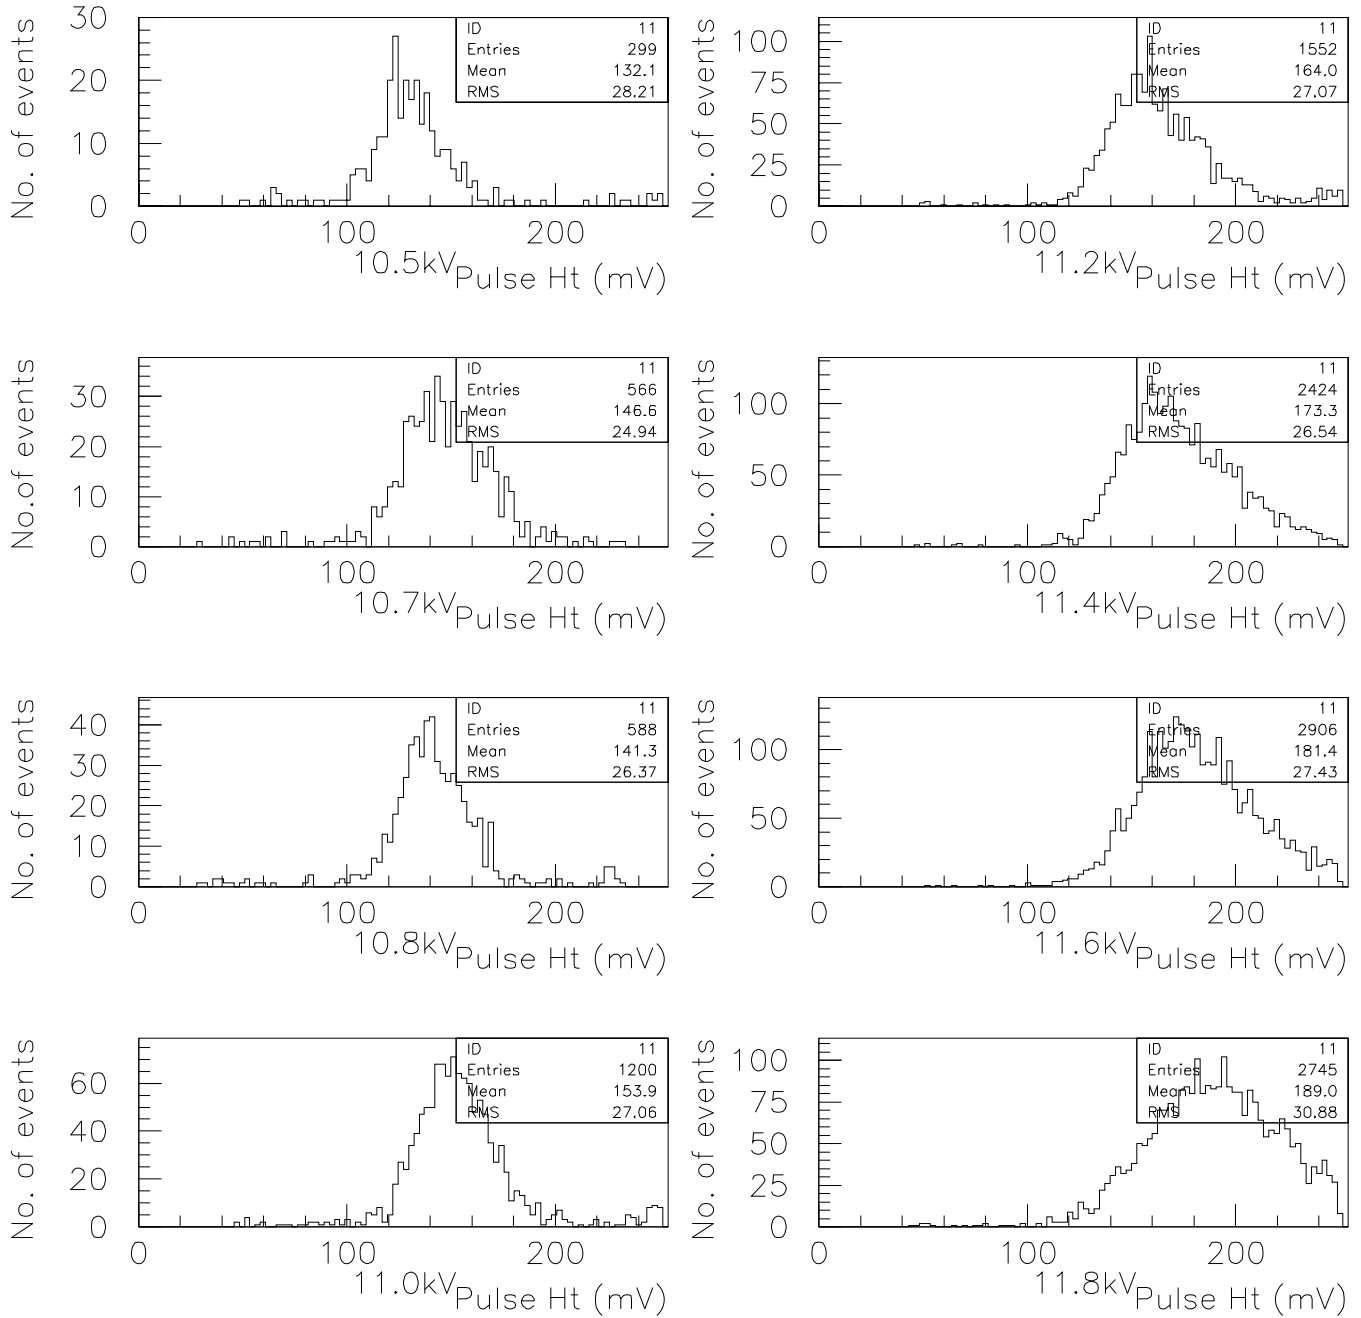 No. of events
30
20
10
0
ID 11
Entries 299
Mean 132.1
RMS 28.21
0 100 200
10.5kV
Pulse Ht (mV)
No. of events
100
75
50
25
0
ID 11
Entries 1552
Mean 164.0
RMS 27.07
0 100 200
11.2kV
Pulse Ht (mV)
No.of events
30
20
10
0
ID 11
Entries 566
Mean 146.6
RMS 24.94
0 100 200
10.7kV
Pulse Ht (mV)
No. of events
100
50
0
ID 11
Entries 2424
Mean 173.3
RMS 26.54
0 100 200
11.4kV
Pulse Ht (mV)
No. of events
40
30
20
10
0
ID 11
Entries 588
Mean 141.3
RMS 26.37
0 100 200
10.8kV
Pulse Ht (mV)
No. of events
100
50
0
ID 11
Entries 2906
Mean 181.4
RMS 27.43
0 100 200
11.6kV
Pulse Ht (mV)
No. of events
60
40
20
0
ID 11
Entries 1200
Mean 153.9
RMS 27.06
0 100 200
11.0kV
Pulse Ht (mV)
No. of events
100
75
50
25
0
ID 11
Entries 2745
Mean 189.0
RMS 30.88
0 100 200
11.8kV
Pulse Ht (mV)